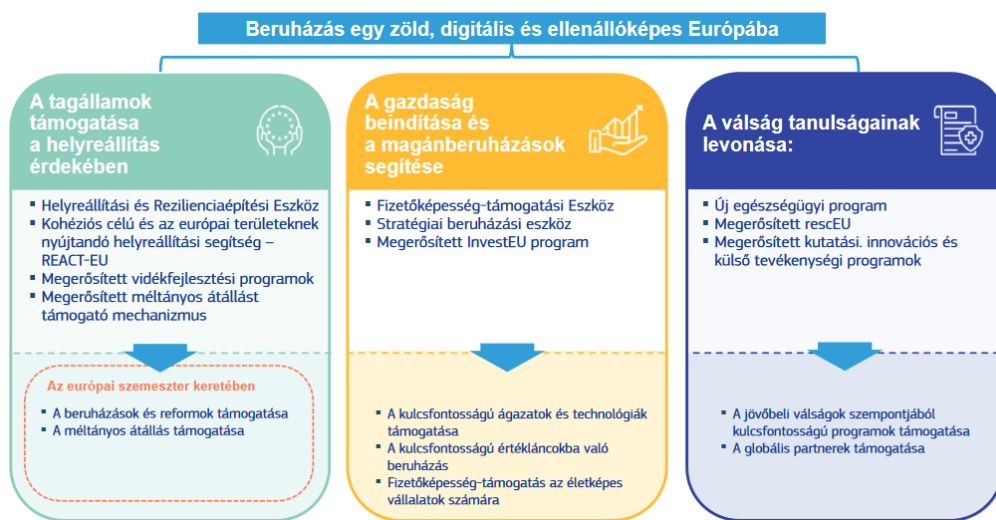 Beruházás egy zöld, digitális és ellenállóképes Európába
A tagállamok
támogatása
a helyreállítás
érdekében
▪ Helyreállítási és Rezilienciaépítési Eszköz
▪ Kohéziós célú és az európai területeknek
nyújtandó helyreállítási segítség –
REACT-EU
▪ Megerősített vidékfejlesztési programok
▪ Megerősített méltányos átállást
támogató mechanizmus
Az európai szemeszter keretében
▪ A beruházások és reformok támogatása
▪ A méltányos átállás támogatása
A gazdaság
beindítása és
a magánberuházások
segítése
▪ Fizetőképesség-támogatási Eszköz
▪ Stratégiai beruházási eszköz
▪ Megerősített InvestEU program
▪ A kulcsfontosságú ágazatok és technológiák
támogatása
▪ A kulcsfontosságú értékláncokba való
beruházás
▪ Fizetőképesség-támogatás az életképes
vállalatok számára
A válság tanulságainak
levonása:
▪ Új egészségügyi program
▪ Megerősített rescEU
▪ Megerősített kutatási. innovációs és
külső tevékenységi programok
▪ A jövőbeli válságok szempontjából
kulcsfontosságú programok támogatása
▪ A globális partnerek támogatása